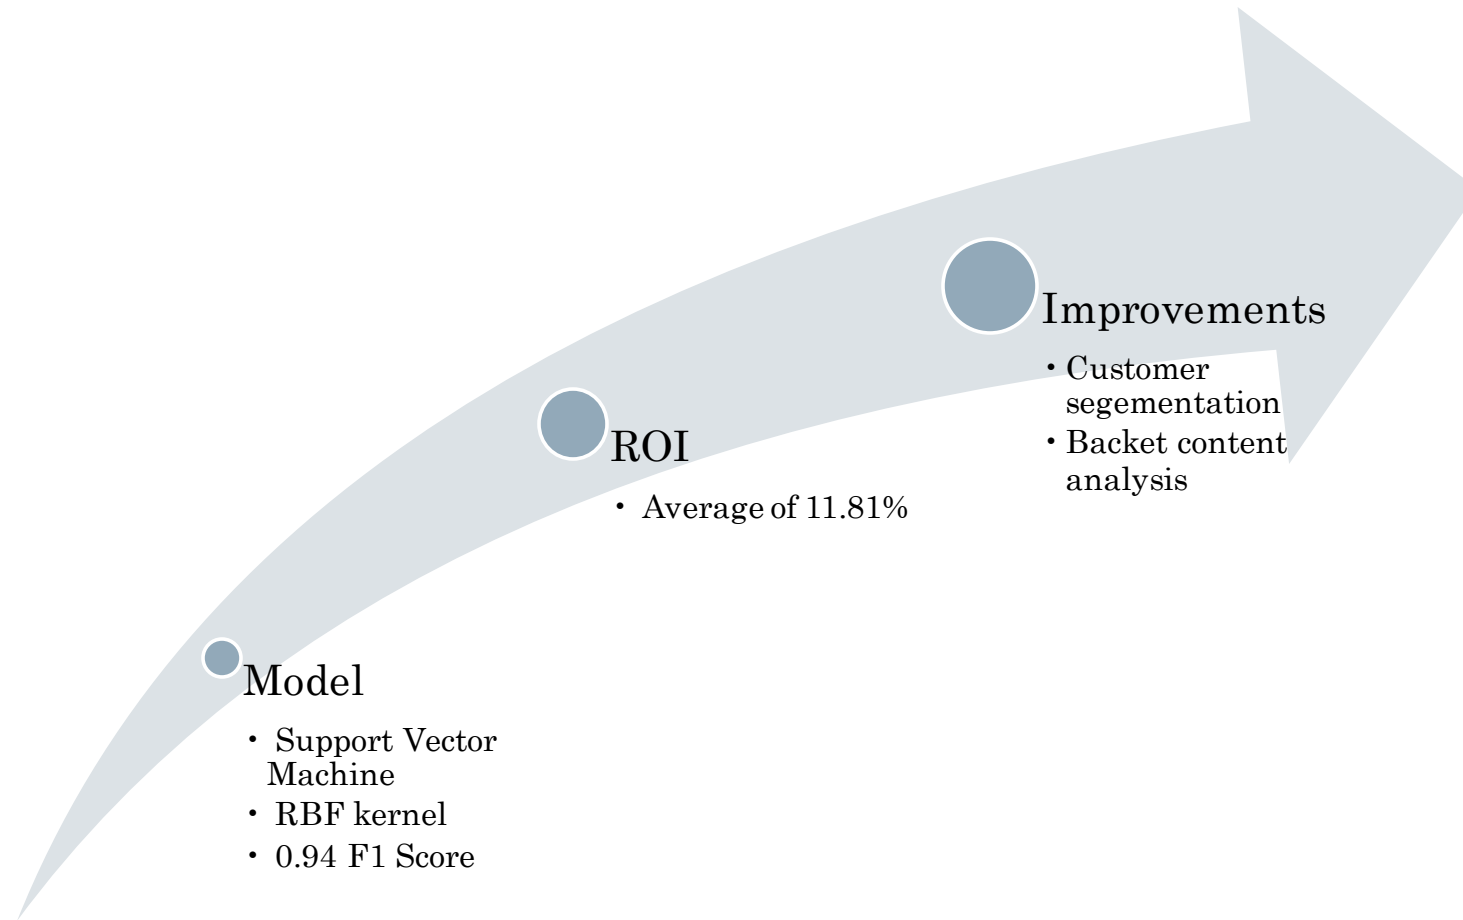 Improvements
• Customer
segementation
• Backet content
analysis
ROI
• Average of 11.81%
Model
• Support Vector
Machine
• RBF kernel
• 0.94 F1 Score